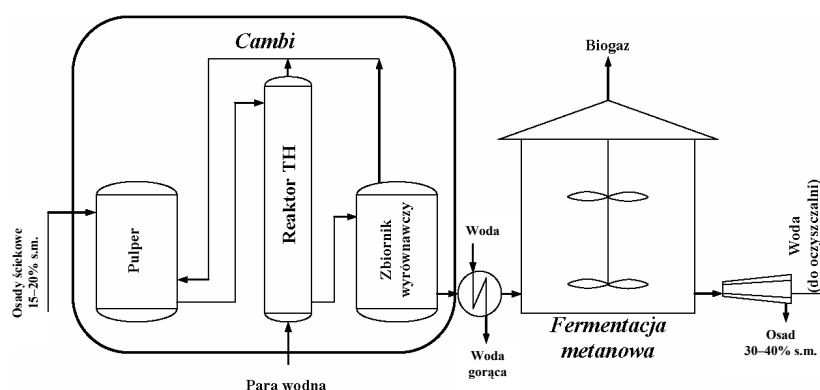 Cambi
Biogaz
Reaktor TH
Pulper
Zbiornik
wyrównawczy
Osady ściekowe
15–20% s.m.
Para wodna
Woda
Woda
gorąca
Fermentacja
metanowa
Woda
(do oczyszczalni)
Osad
30–40% s.m.